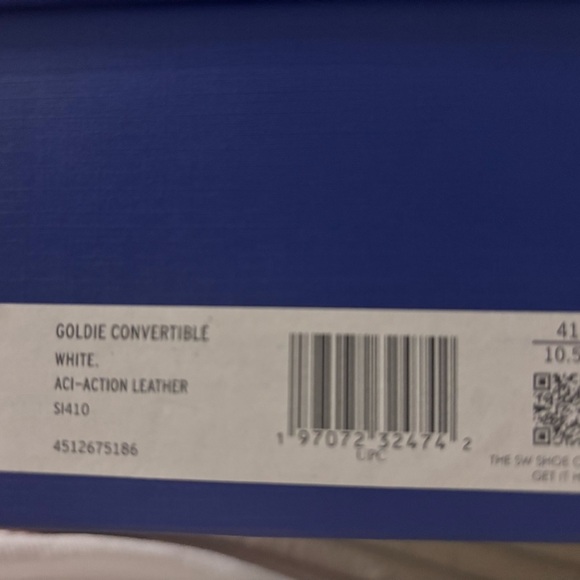 GOLDIE CONVERTIBLE
WHITE.
ACI-ACTION LEATHER
SI410
4512675186
1 97072 32474 2
UPC
41
10.5
THE SW SHOE
GET IT